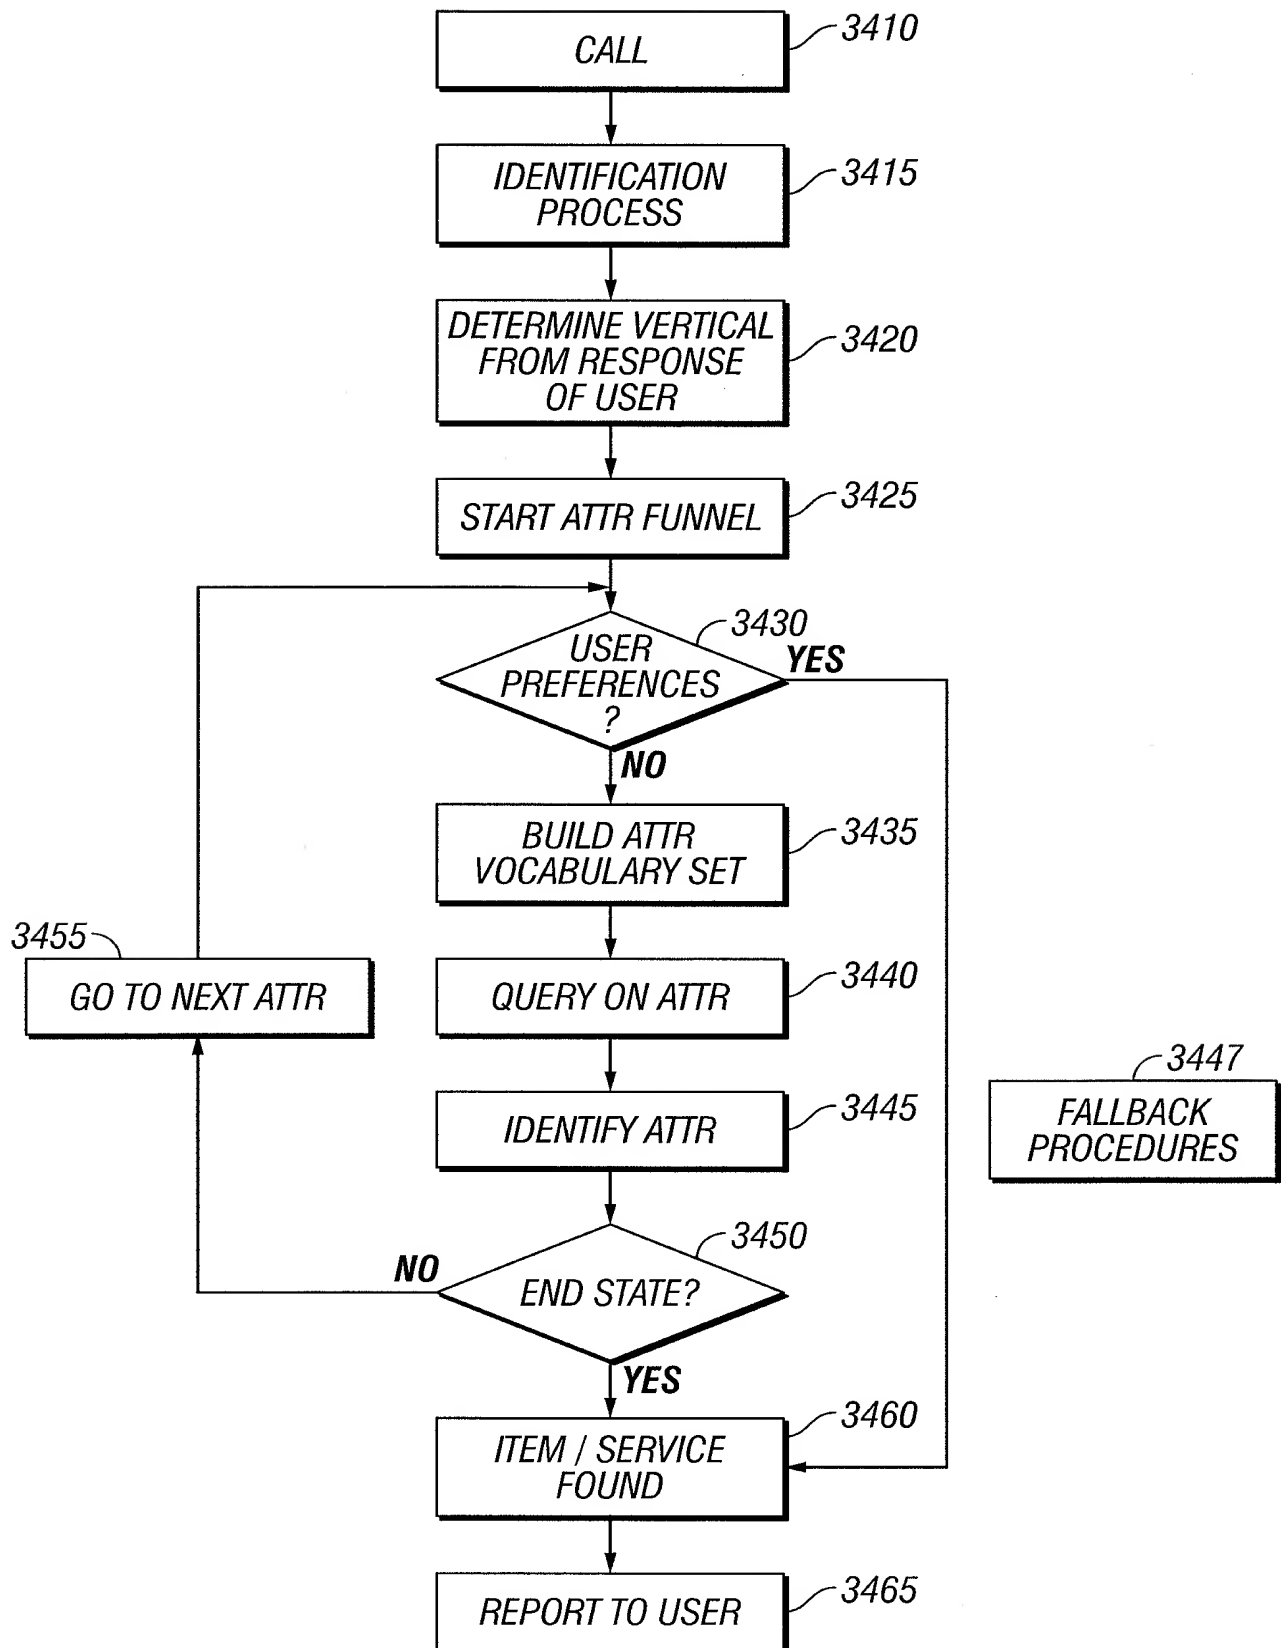 CALL
3410
IDENTIFICATION
PROCESS
3415
DETERMINE VERTICAL
FROM RESPONSE
OF USER
3420
START ATTR FUNNEL
3425
USER
PREFERENCES
?
3430
YES
NO
BUILD ATTR
VOCABULARY SET
3435
3455
GO TO NEXT ATTR
QUERY ON ATTR
3440
3447
FALLBACK
PROCEDURES
IDENTIFY ATTR
3445
END STATE?
3450
NO
YES
ITEM / SERVICE
FOUND
3460
REPORT TO USER
3465